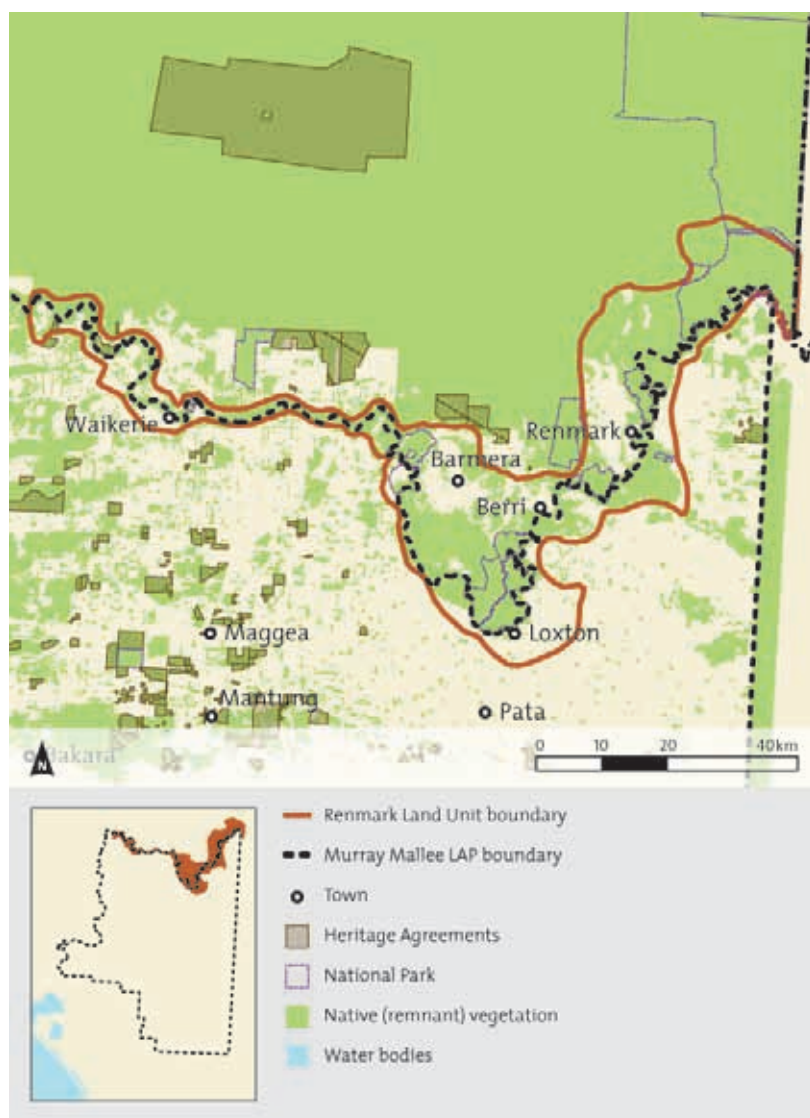 Waikerie
Barmera
Renmark
Berri
Maggea
Loxton
Mantung
Pata
Bakara
N
0 10 20 40km
Renmark Land Unit boundary
Murray Mallee LAP boundary
Town
Heritage Agreements
National Park
Native (remnant) vegetation
Water bodies